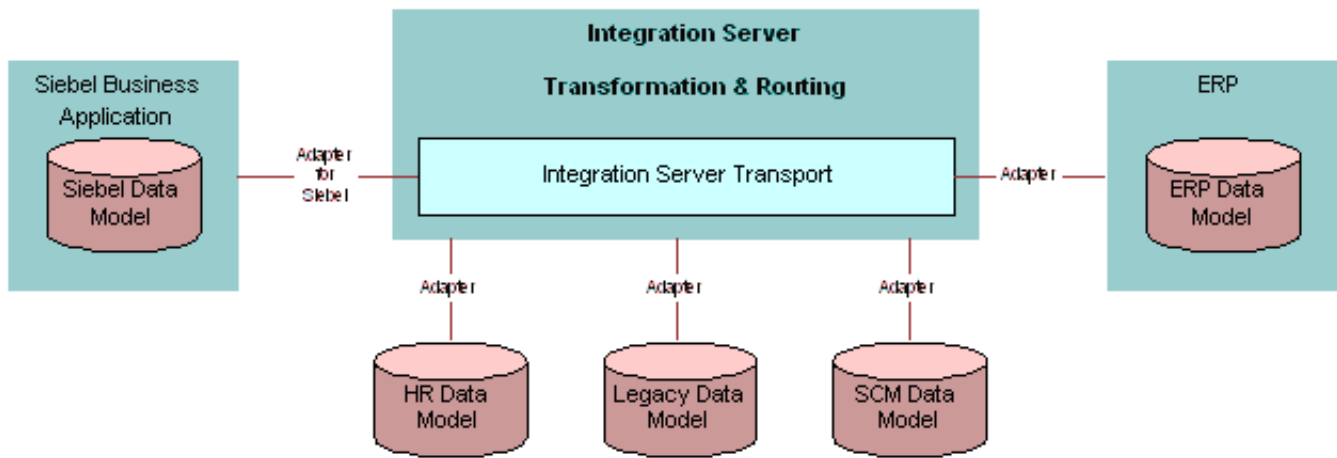 Integration Server
Transformation & Routing
Integration Server Transport
Siebel Business
Application
Siebel Data
Model
Adapter
for
Siebel
Adapter
ERP
ERP Data
Model
Adapter
Adapter
Adapter
HR Data
Model
Legacy Data
Model
SCM Data
Model